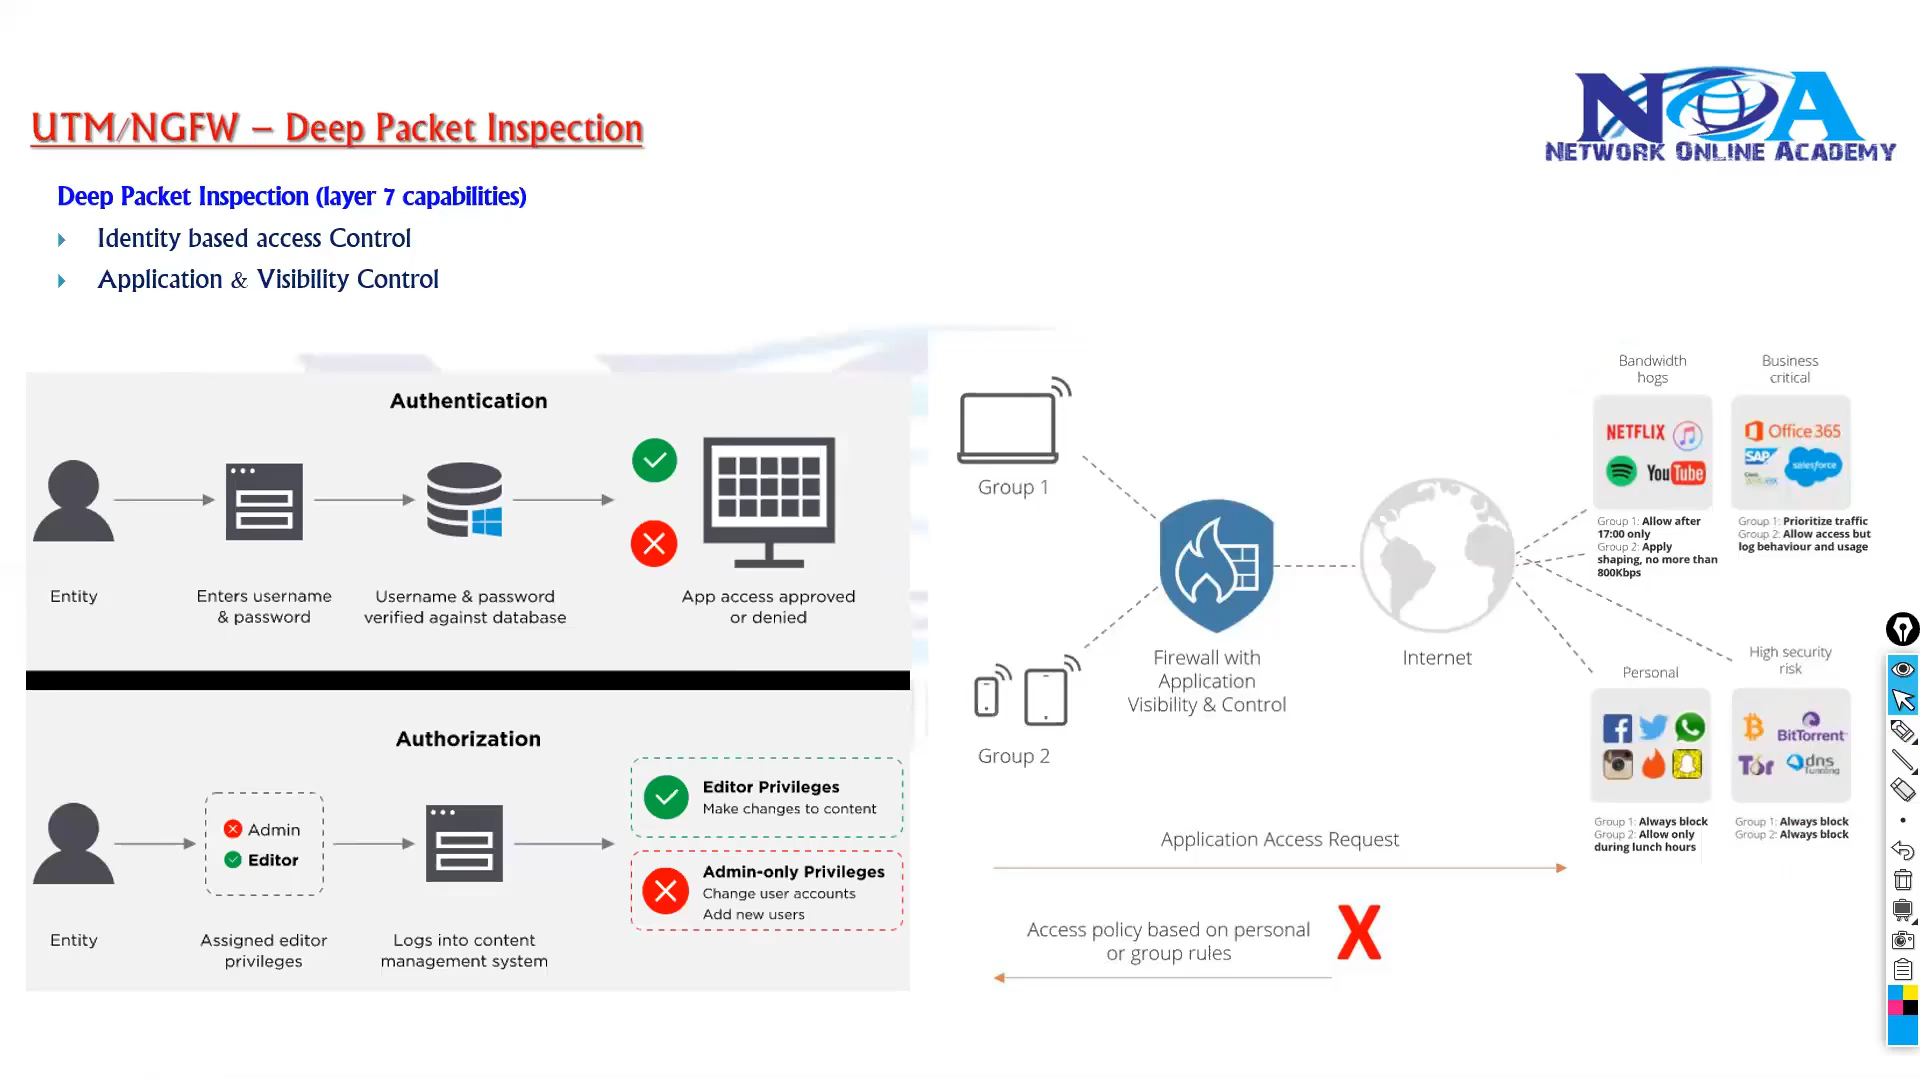 NOA
NETWORK ONLINE ACADEMY
UTM/NGFW – Deep Packet Inspection
Deep Packet Inspection (layer 7 capabilities)
Identity based access Control
Application & Visibility Control
Authentication
Entity
Enters username
& password
Username & password
verified against database
App access approved
or denied
Authorization
Admin
Editor
Editor Privileges
Make changes to content
Admin-only Privileges
Change user accounts
Add new users
Entity
Assigned editor
privileges
Logs into content
management system
Group 1
Group 2
Firewall with
Application
Visibility & Control
Internet
Bandwidth
hogs
NETFLIX
YouTube
Group 1: Allow after
17:00 only
Group 2: Apply
shaping, no more than
800Kbps
Business
critical
Office 365
SAP
salesforce
Group 1: Prioritize traffic
Group 2: Allow access but
log behaviour and usage
Personal
Group 1: Always block
Group 2: Allow only
during lunch hours
High security
risk
BitTorrent
Tor
dns
Tunneling
Group 1: Always block
Group 2: Always block
Application Access Request
Access policy based on personal
or group rules
X